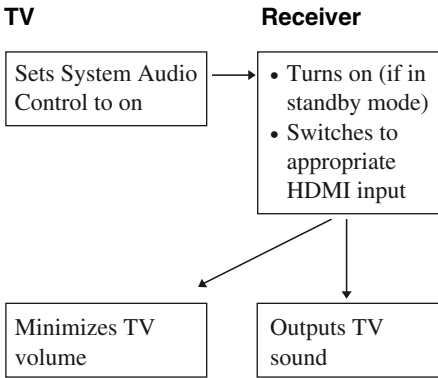 TV
Receiver
Sets System Audio
Control to on
• Turns on (if in
standby mode)
• Switches to
appropriate
HDMI input
Minimizes TV
volume
Outputs TV
sound